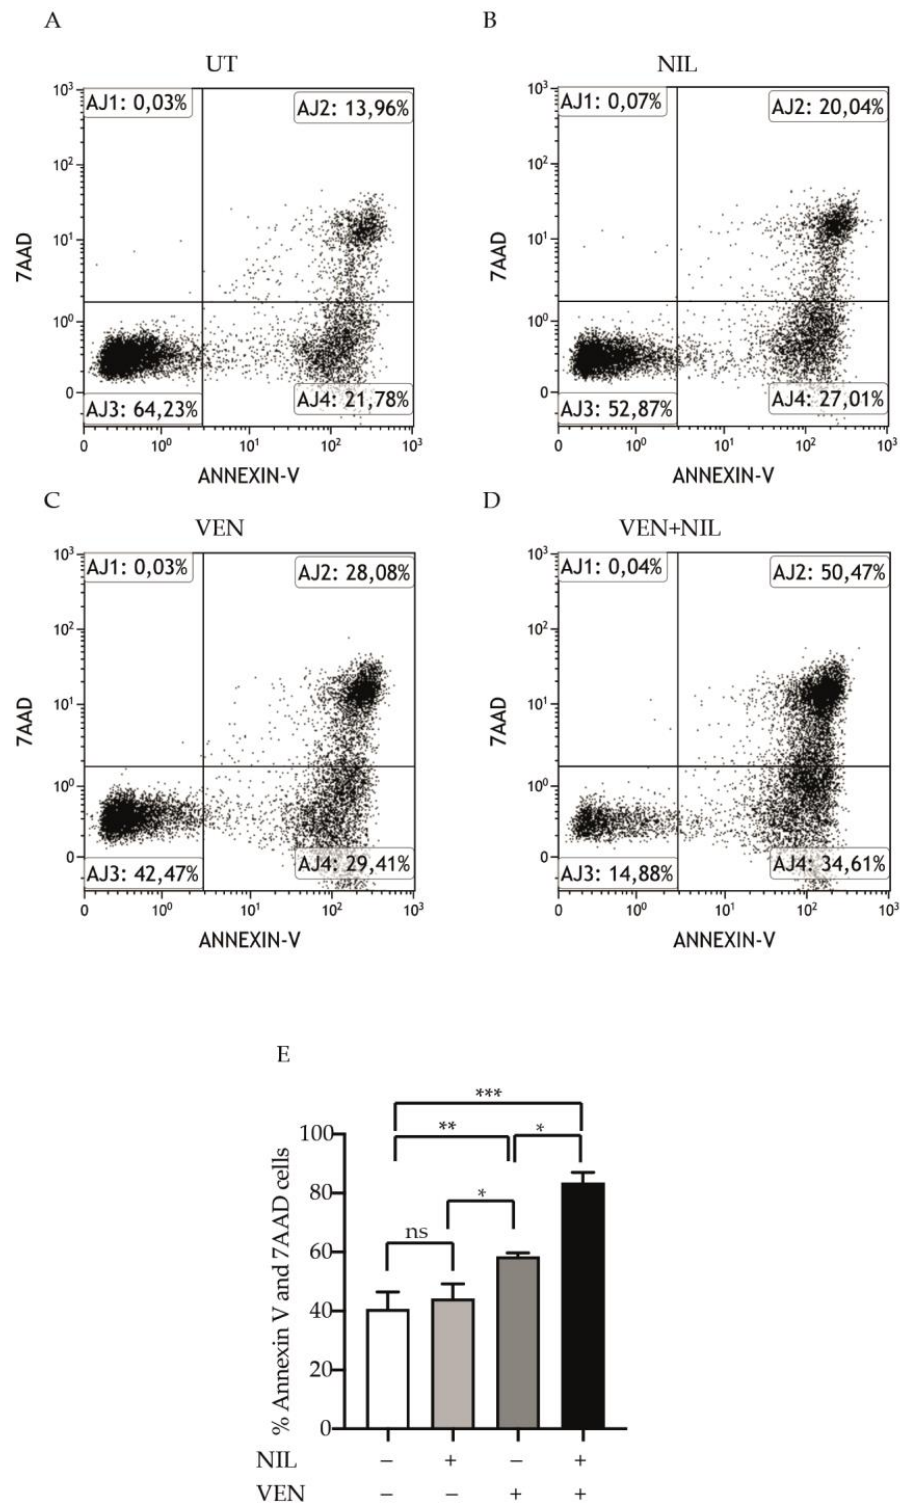 A
B
UT
NIL
10³
AJ1: 0,03%
AJ2: 13,96%
10³
AJ1: 0,07%
AJ2: 20,04%
10²
10²
7AAD
10¹
7AAD
10¹
10⁰
10⁰
0
0
AJ3: 64,23%
AJ4: 21,78%
AJ3: 52,87%
AJ4: 27,01%
0
10⁰
10¹
10²
10³
0
10⁰
10¹
10²
10³
ANNEXIN-V
ANNEXIN-V
C
D
VEN
VEN+NIL
10³
AJ1: 0,03%
AJ2: 28,08%
10³
AJ1: 0,04%
AJ2: 50,47%
10²
10²
7AAD
10¹
7AAD
10¹
10⁰
10⁰
0
0
AJ3: 42,47%
AJ4: 29,41%
AJ3: 14,88%
AJ4: 34,61%
0
10⁰
10¹
10²
10³
0
10⁰
10¹
10²
10³
ANNEXIN-V
ANNEXIN-V
E
***
**
*
*
ns
% Annexin V and 7AAD cells
100
80
60
40
20
0
NIL − + − +
VEN − − + +